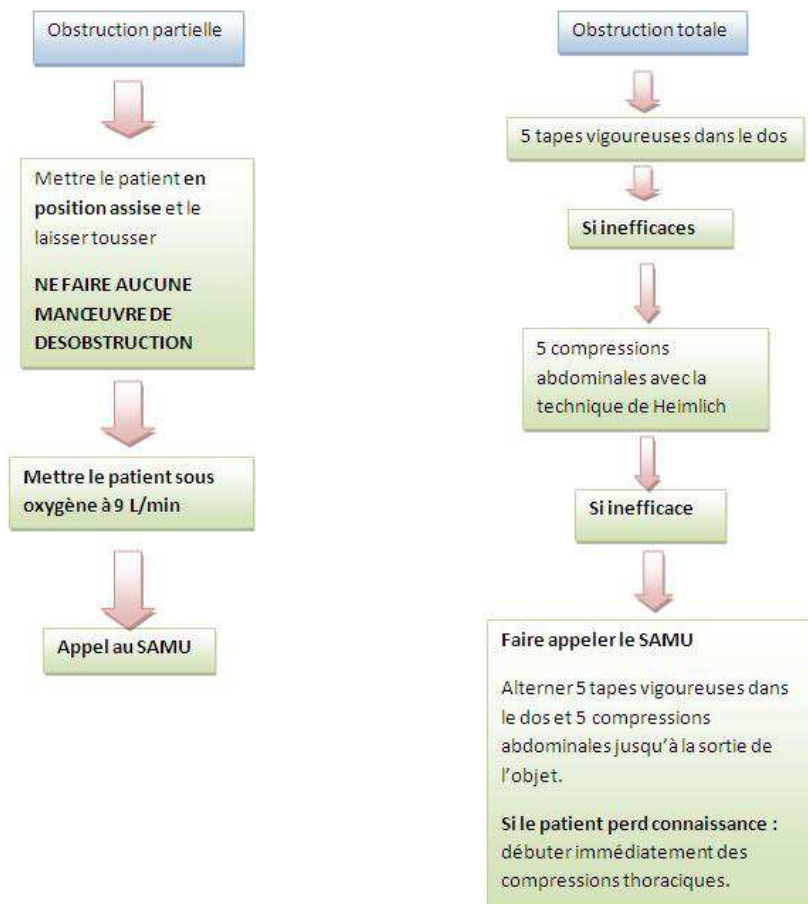 Obstruction partielle
Mettre le patient en
position assise et le
laisser tousser
NE FAIRE AUCUNE
MANŒUVRE DE
DESOBSTRUCTION
Mettre le patient sous
oxygène à 9 L/min
Appel au SAMU
Obstruction totale
5 tapes vigoureuses dans le dos
Si inefficaces
5 compressions
abdominales avec la
technique de Heimlich
Si inefficace
Faire appeler le SAMU
Alterner 5 tapes vigoureuses dans
le dos et 5 compressions
abdominales jusqu'à la sortie de
l'objet.
Si le patient perd connaissance :
débuter immédiatement des
compressions thoraciques.